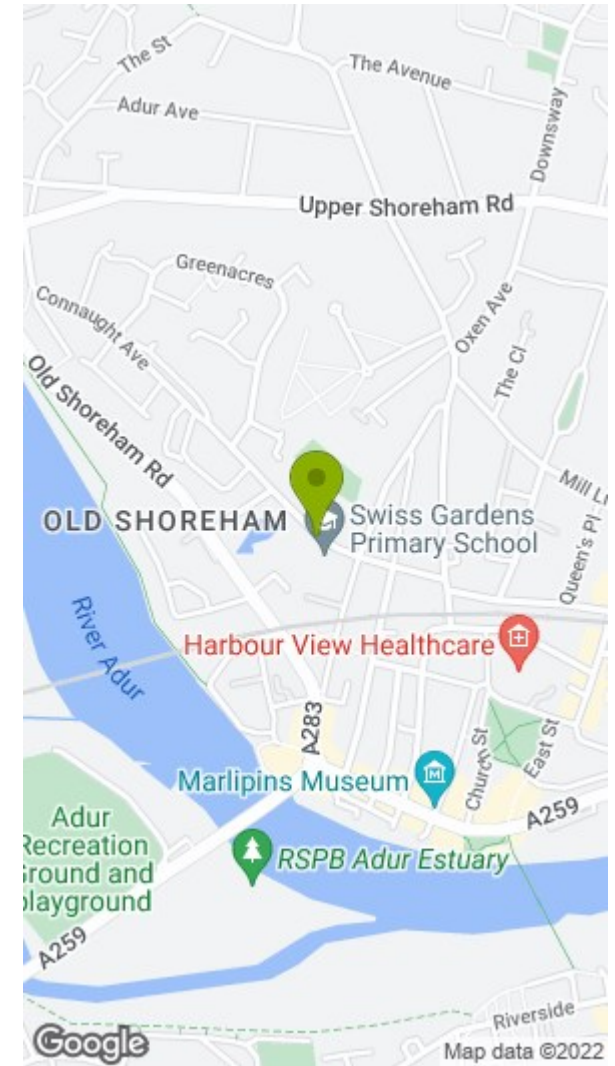 The St
The Avenue
Adur Ave
Downsway
Upper Shoreham Rd
Greenacres
Connaught Ave
Oxen Ave
The Cl
Old Shoreham Rd
Mill L
OLD SHOREHAM
Swiss Gardens
Primary School
Queen's Pl
River Adur
Harbour View Healthcare
A283
Church St
East St
Marlipins Museum
A259
Adur
Recreation
Ground and
playground
RSPB Adur Estuary
A259
Riverside
Google
Map data ©2022